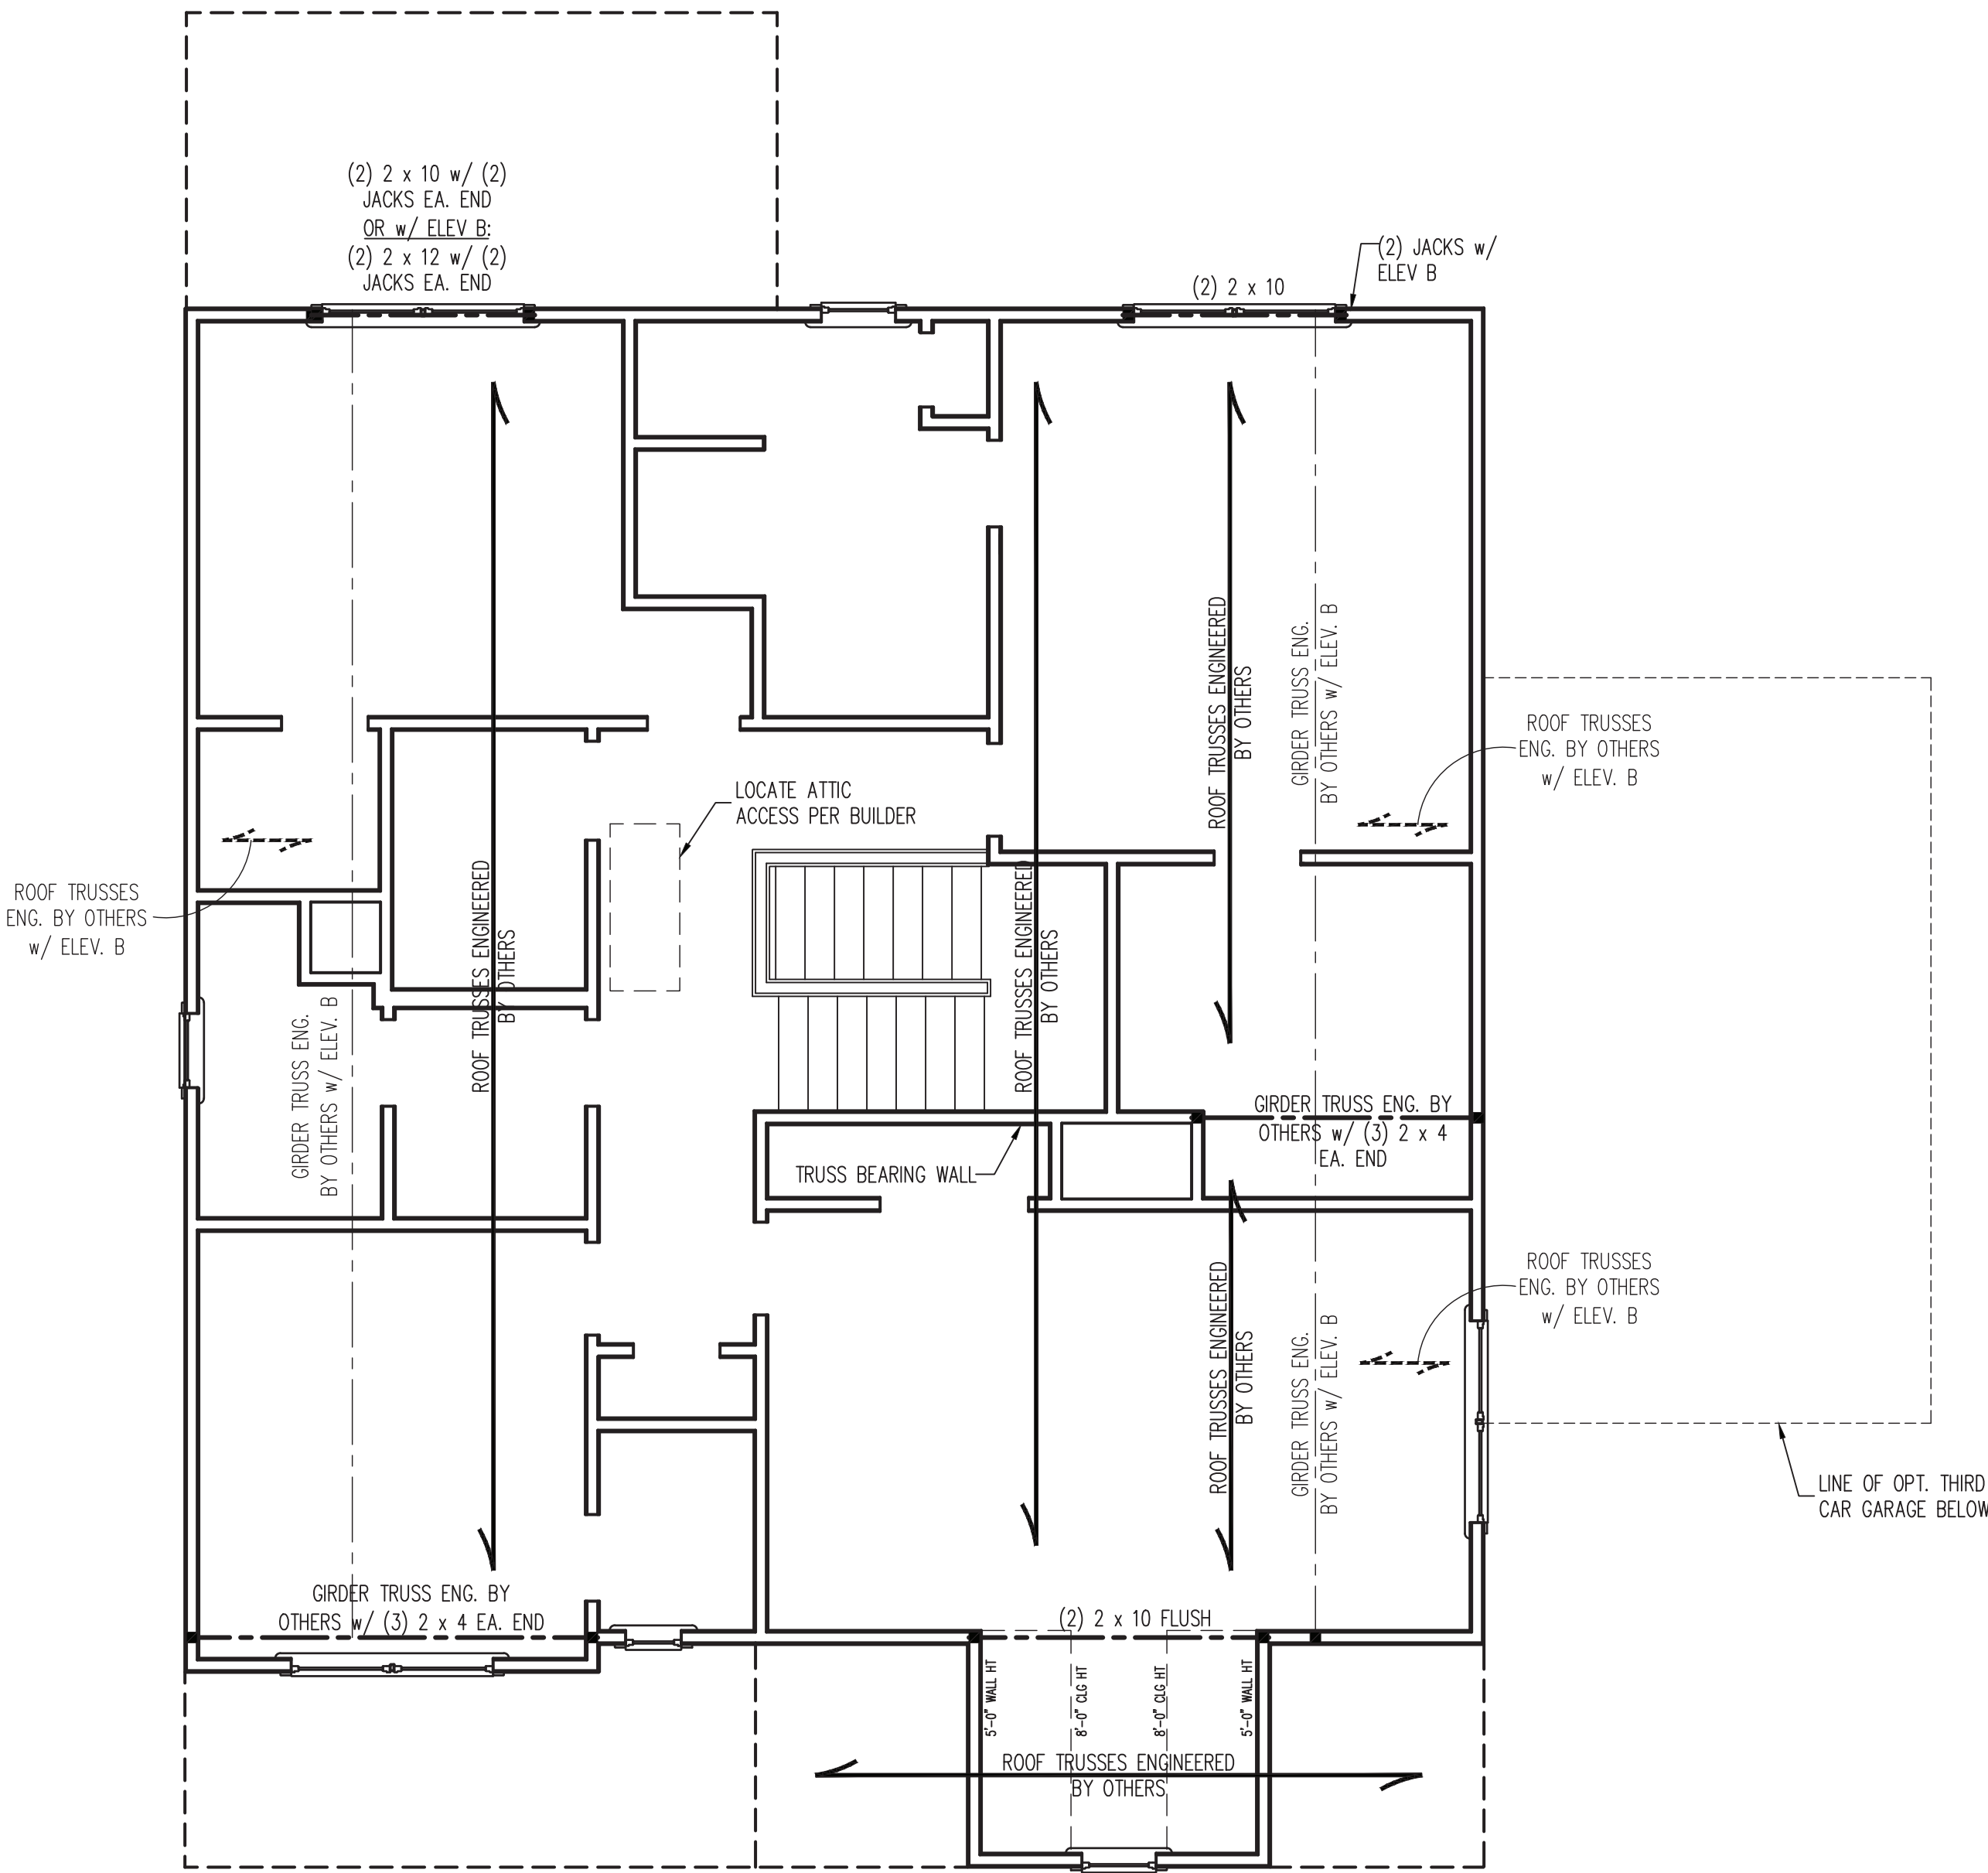 (2) 2 x 10 w/ (2)
JACKS EA. END
OR w/ ELEV B:
(2) 2 x 12 w/ (2)
JACKS EA. END
(2) JACKS w/
ELEV B
(2) 2 x 10
ROOF TRUSSES ENGINEERED
BY OTHERS
GIRDER TRUSS ENG.
BY OTHERS w/ ELEV. B
ROOF TRUSSES
ENG. BY OTHERS
w/ ELEV. B
LOCATE ATTIC
ACCESS PER BUILDER
ROOF TRUSSES
ENG. BY OTHERS
w/ ELEV. B
ROOF TRUSSES ENGINEERED
BY OTHERS
ROOF TRUSSES ENGINEERED
BY OTHERS
GIRDER TRUSS ENG.
BY OTHERS w/ ELEV. B
GIRDER TRUSS ENG. BY
OTHERS w/ (3) 2 x 4
EA. END
TRUSS BEARING WALL
ROOF TRUSSES ENGINEERED
BY OTHERS
GIRDER TRUSS ENG.
BY OTHERS w/ ELEV. B
ROOF TRUSSES
ENG. BY OTHERS
w/ ELEV. B
LINE OF OPT. THIRD
CAR GARAGE BELOW
GIRDER TRUSS ENG. BY
OTHERS w/ (3) 2 x 4 EA. END
(2) 2 x 10 FLUSH
5'-0" WALL HT
8'-0" CLG HT
8'-0" CLG HT
5'-0" WALL HT
ROOF TRUSSES ENGINEERED
BY OTHERS